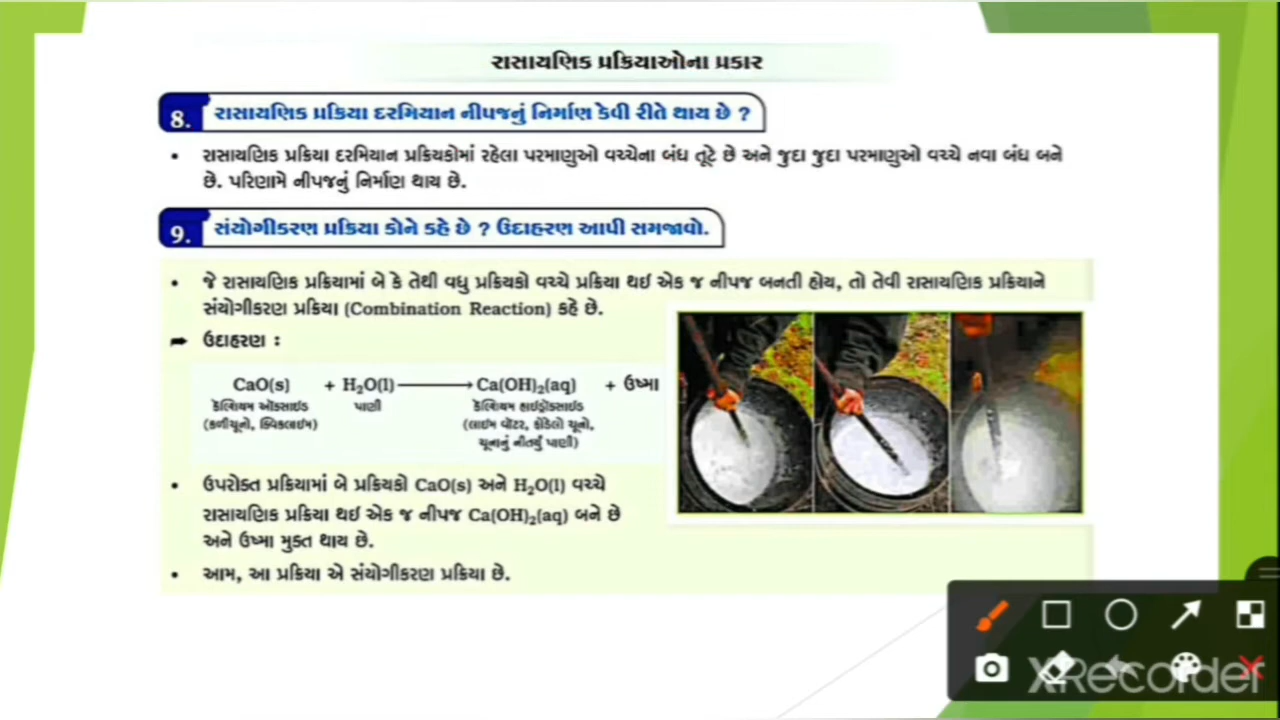 રાસાયણિક પ્રક્રિયાઓના પ્રકાર
8. રાસાયણિક પ્રક્રિયા દરમિયાન નીપજનું નિર્માણ કેવી રીતે થાય છે ?
• રાસાયણિક પ્રક્રિયા દરમિયાન પ્રક્રિયકોમાં રહેલા પરમાણુઓ વચ્ચેના બંધ તૂટે છે અને જુદા જુદા પરમાણુઓ વચ્ચે નવા બંધ બને
છે. પરિણામે નીપજનું નિર્માણ થાય છે.
9. સંયોગીકરણ પ્રક્રિયા કોને કહે છે ? ઉદાહરણ આપી સમજાવો.
• જે રાસાયણિક પ્રક્રિયામાં બે કે તેથી વધુ પ્રક્રિયકો વચ્ચે પ્રક્રિયા થઈ એક જ નીપજ બનતી હોય, તો તેવી રાસાયણિક પ્રક્રિયાને
સંયોગીકરણ પ્રક્રિયા (Combination Reaction) કહે છે.
➡ ઉદાહરણ :
CaO(s) + H₂O(l) ⟶ Ca(OH)₂(aq) + ઉષ્મા
કૅલ્શિયમ ઑક્સાઇડ પાણી કૅલ્શિયમ હાઇડ્રૉક્સાઇડ
(કળીચૂનો, ક્વિકલાઇમ) (લાઇમ વૉટર, ફોડેલો ચૂનો,
ચૂનાનું નીતર્યું પાણી)
• ઉપરોક્ત પ્રક્રિયામાં બે પ્રક્રિયકો CaO(s) અને H₂O(l) વચ્ચે
રાસાયણિક પ્રક્રિયા થઈ એક જ નીપજ Ca(OH)₂(aq) બને છે
અને ઉષ્મા મુક્ત થાય છે.
• આમ, આ પ્રક્રિયા એ સંયોગીકરણ પ્રક્રિયા છે.
XRecorder